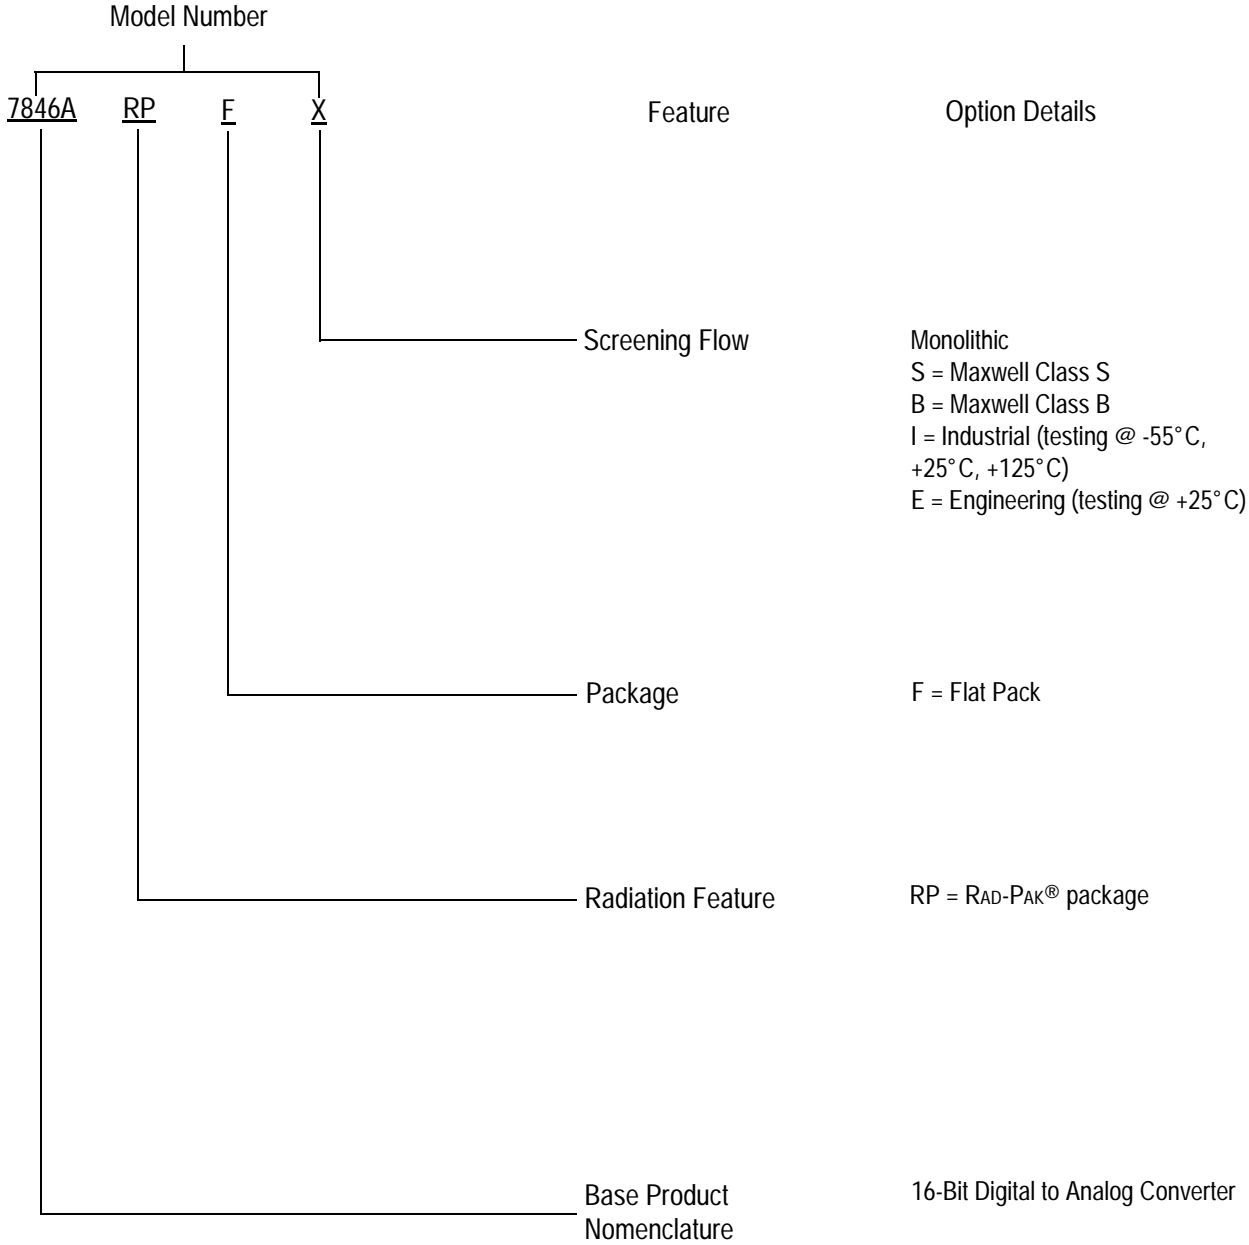 Model Number
7846A RP F X Feature Option Details
Screening Flow Monolithic
S = Maxwell Class S
B = Maxwell Class B
I = Industrial (testing @ -55°C,
+25°C, +125°C)
E = Engineering (testing @ +25°C)
Package F = Flat Pack
Radiation Feature RP = RAD-PAK® package
Base Product 16-Bit Digital to Analog Converter
Nomenclature